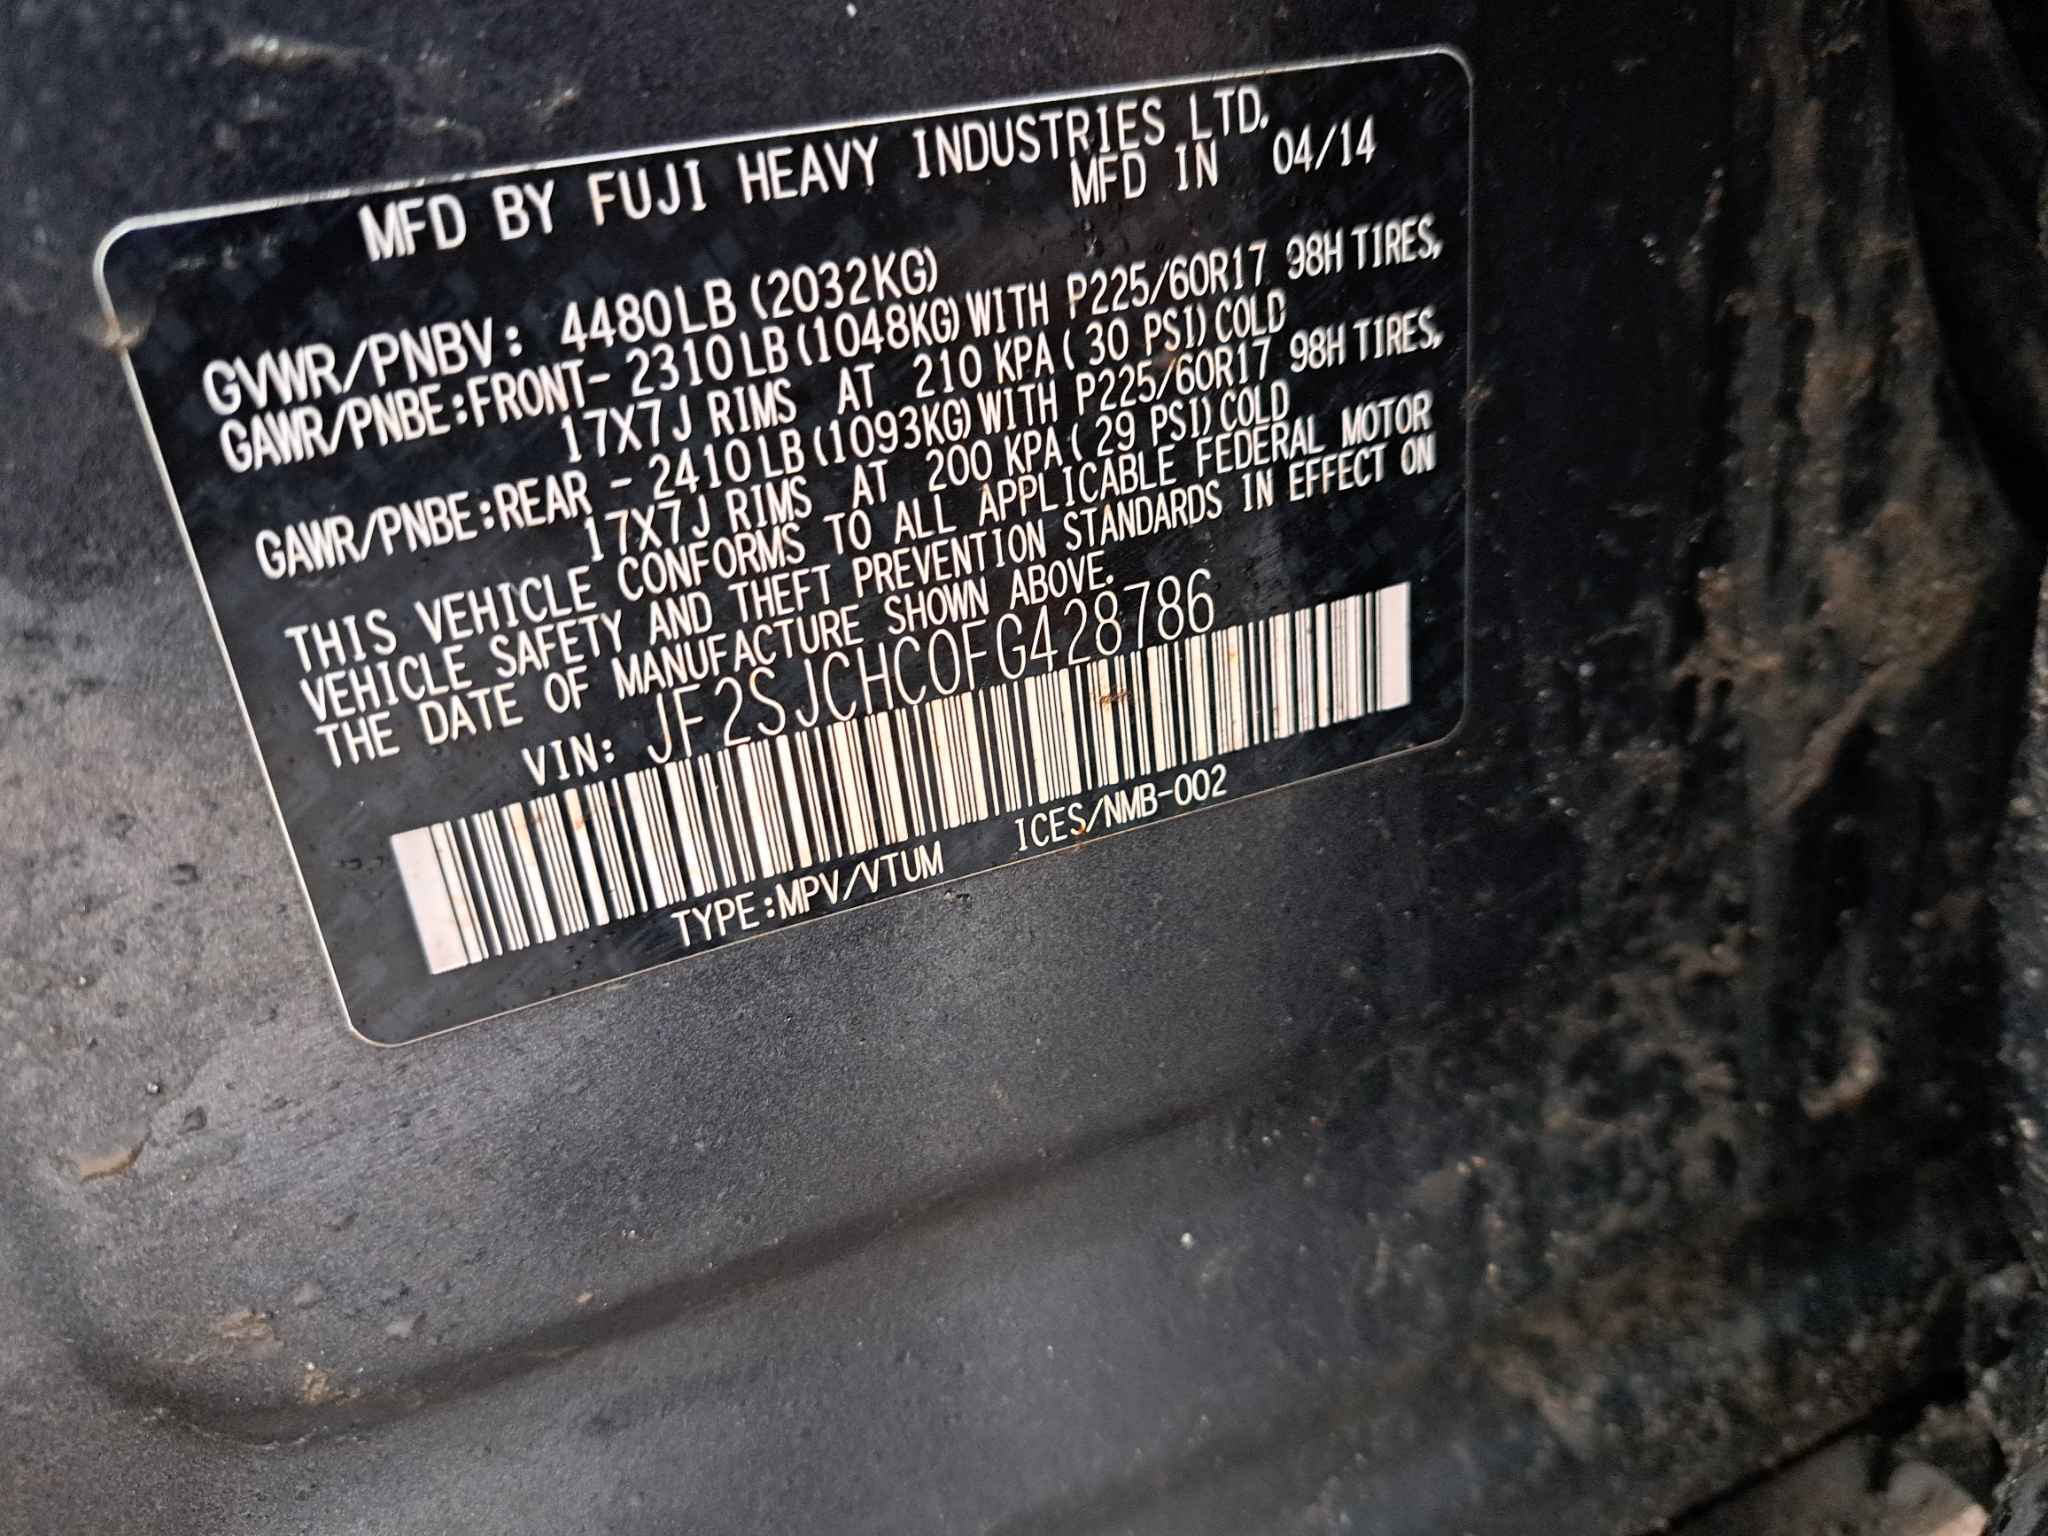 MFD BY FUJI HEAVY INDUSTRIES LTD.
MFD IN 04/14
GVWR/PNBV: 4480LB (2032KG)
GAWR/PNBE:FRONT- 2310LB (1048KG) WITH P225/60R17 98H TIRES,
17X7J RIMS AT 210 KPA ( 30 PSI) COLD
GAWR/PNBE:REAR - 2410LB (1093KG) WITH P225/60R17 98H TIRES,
17X7J RIMS AT 200 KPA ( 29 PSI) COLD
THIS VEHICLE CONFORMS TO ALL APPLICABLE FEDERAL MOTOR
VEHICLE SAFETY AND THEFT PREVENTION STANDARDS IN EFFECT ON
THE DATE OF MANUFACTURE SHOWN ABOVE.
VIN: JF2SJCHC0FG428786
TYPE:MPV/VTUM ICES/NMB-002